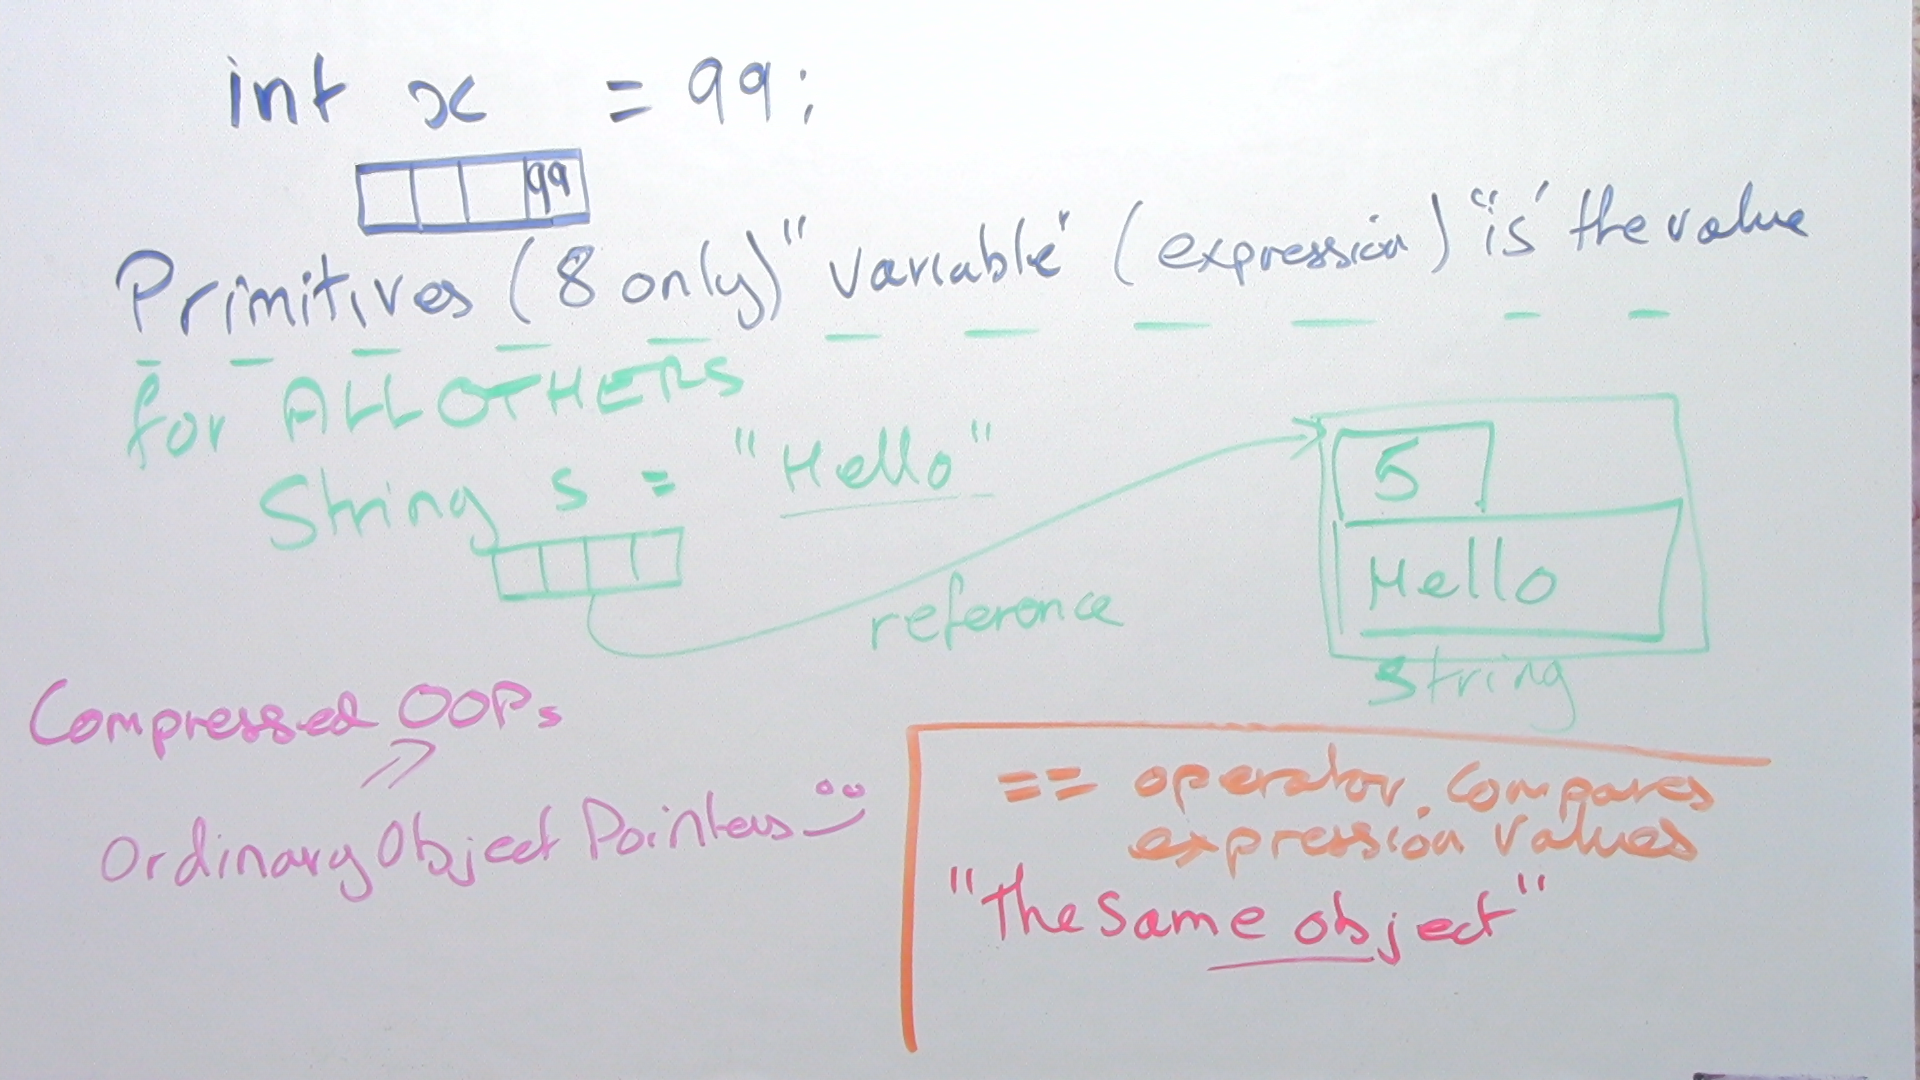 int x = 99;
99
Primitives (8 only) "variable" (expression) "is" the value
for ALL OTHERS
String s = "Hello"
5
Hello
reference
String
Compressed OOPs
Ordinary Object Pointers
== operator. compares
expression values
"The same object"